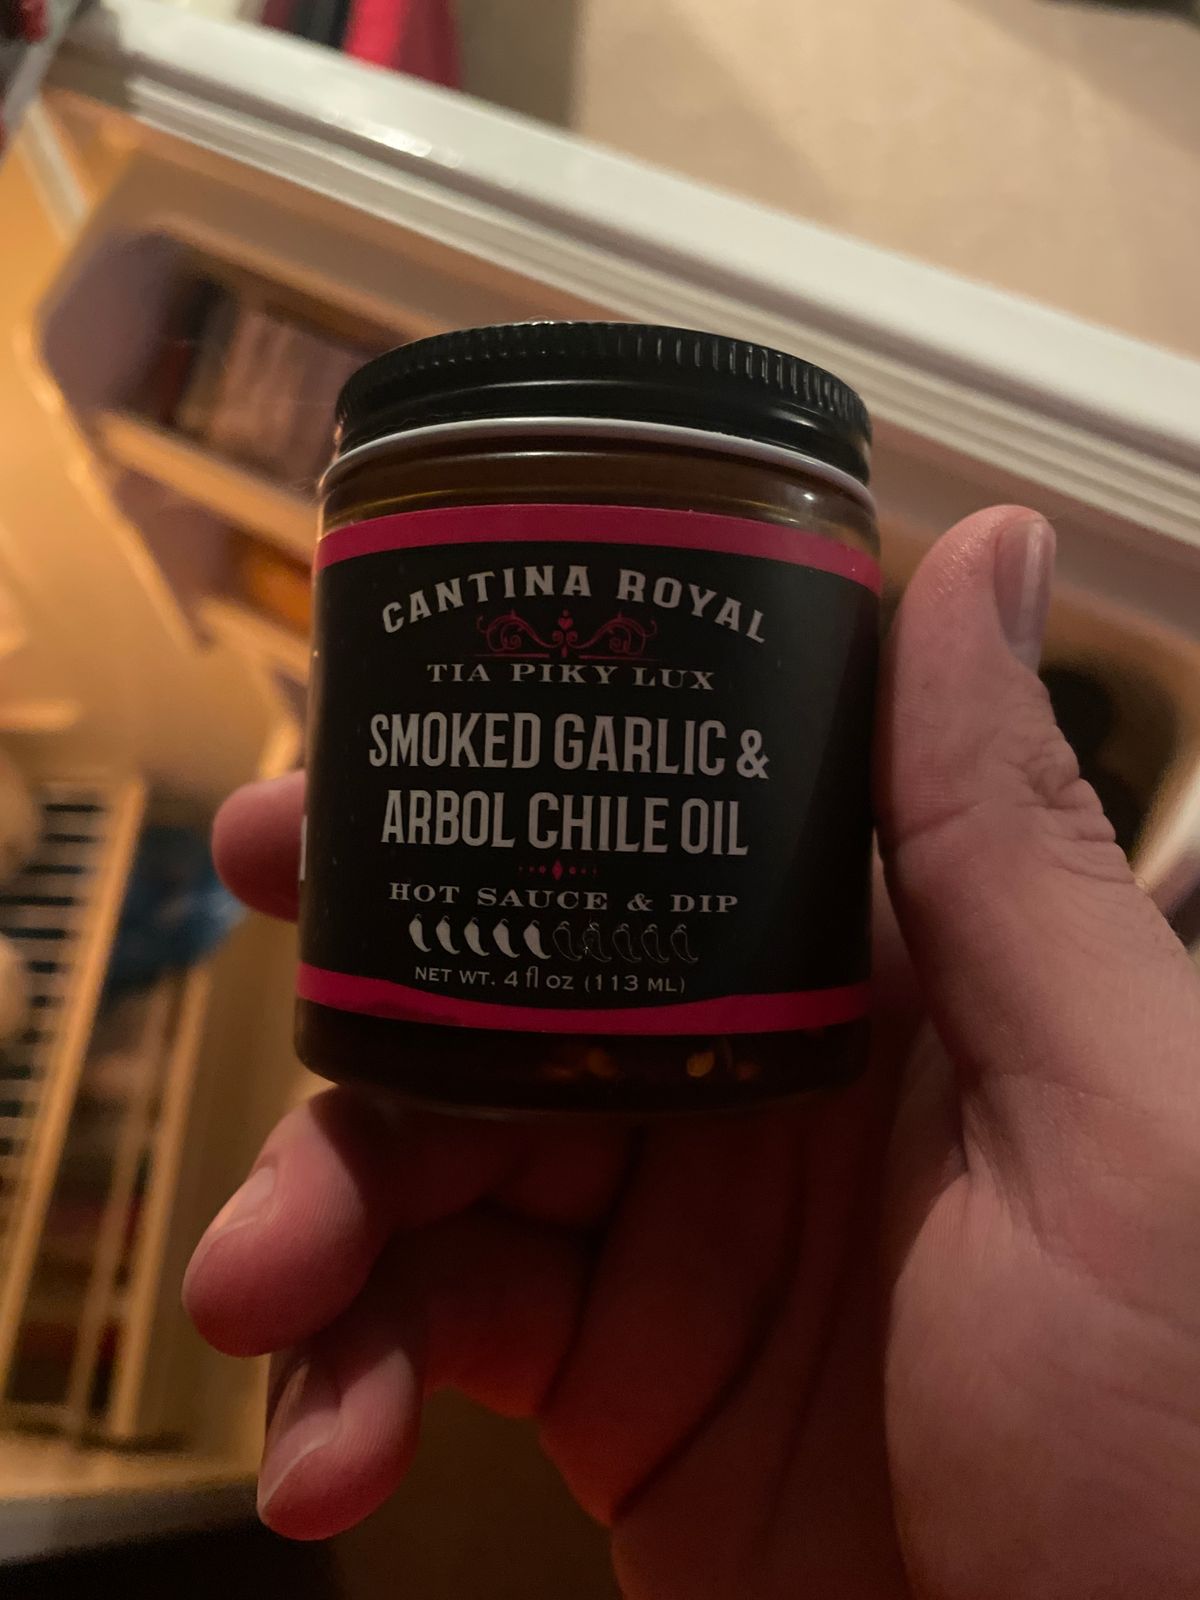 CANTINA ROYAL
TIA PIKY LUX
SMOKED GARLIC &
ARBOL CHILE OIL
HOT SAUCE & DIP
NET WT. 4 fl oz (113 ML)